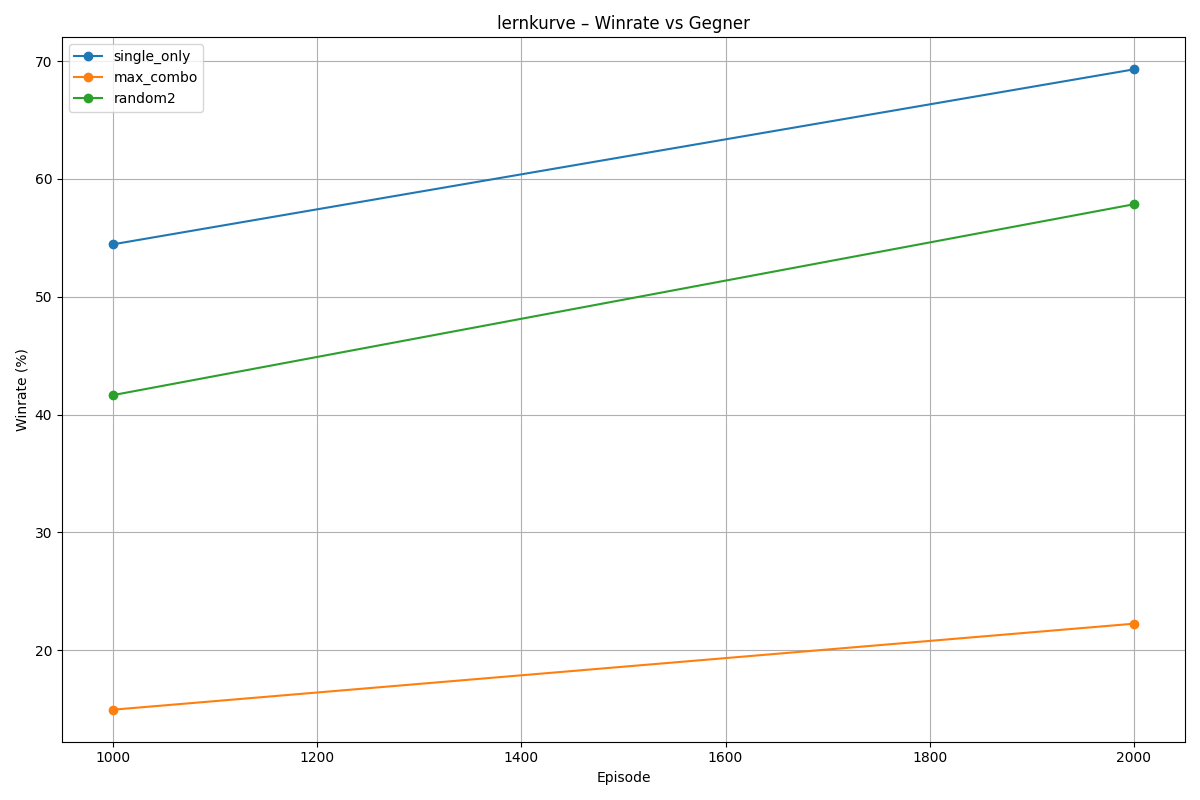 lernkurve – Winrate vs Gegner
single_only
max_combo
random2
Winrate (%)
70
60
50
40
30
20
1000 1200 1400 1600 1800 2000
Episode